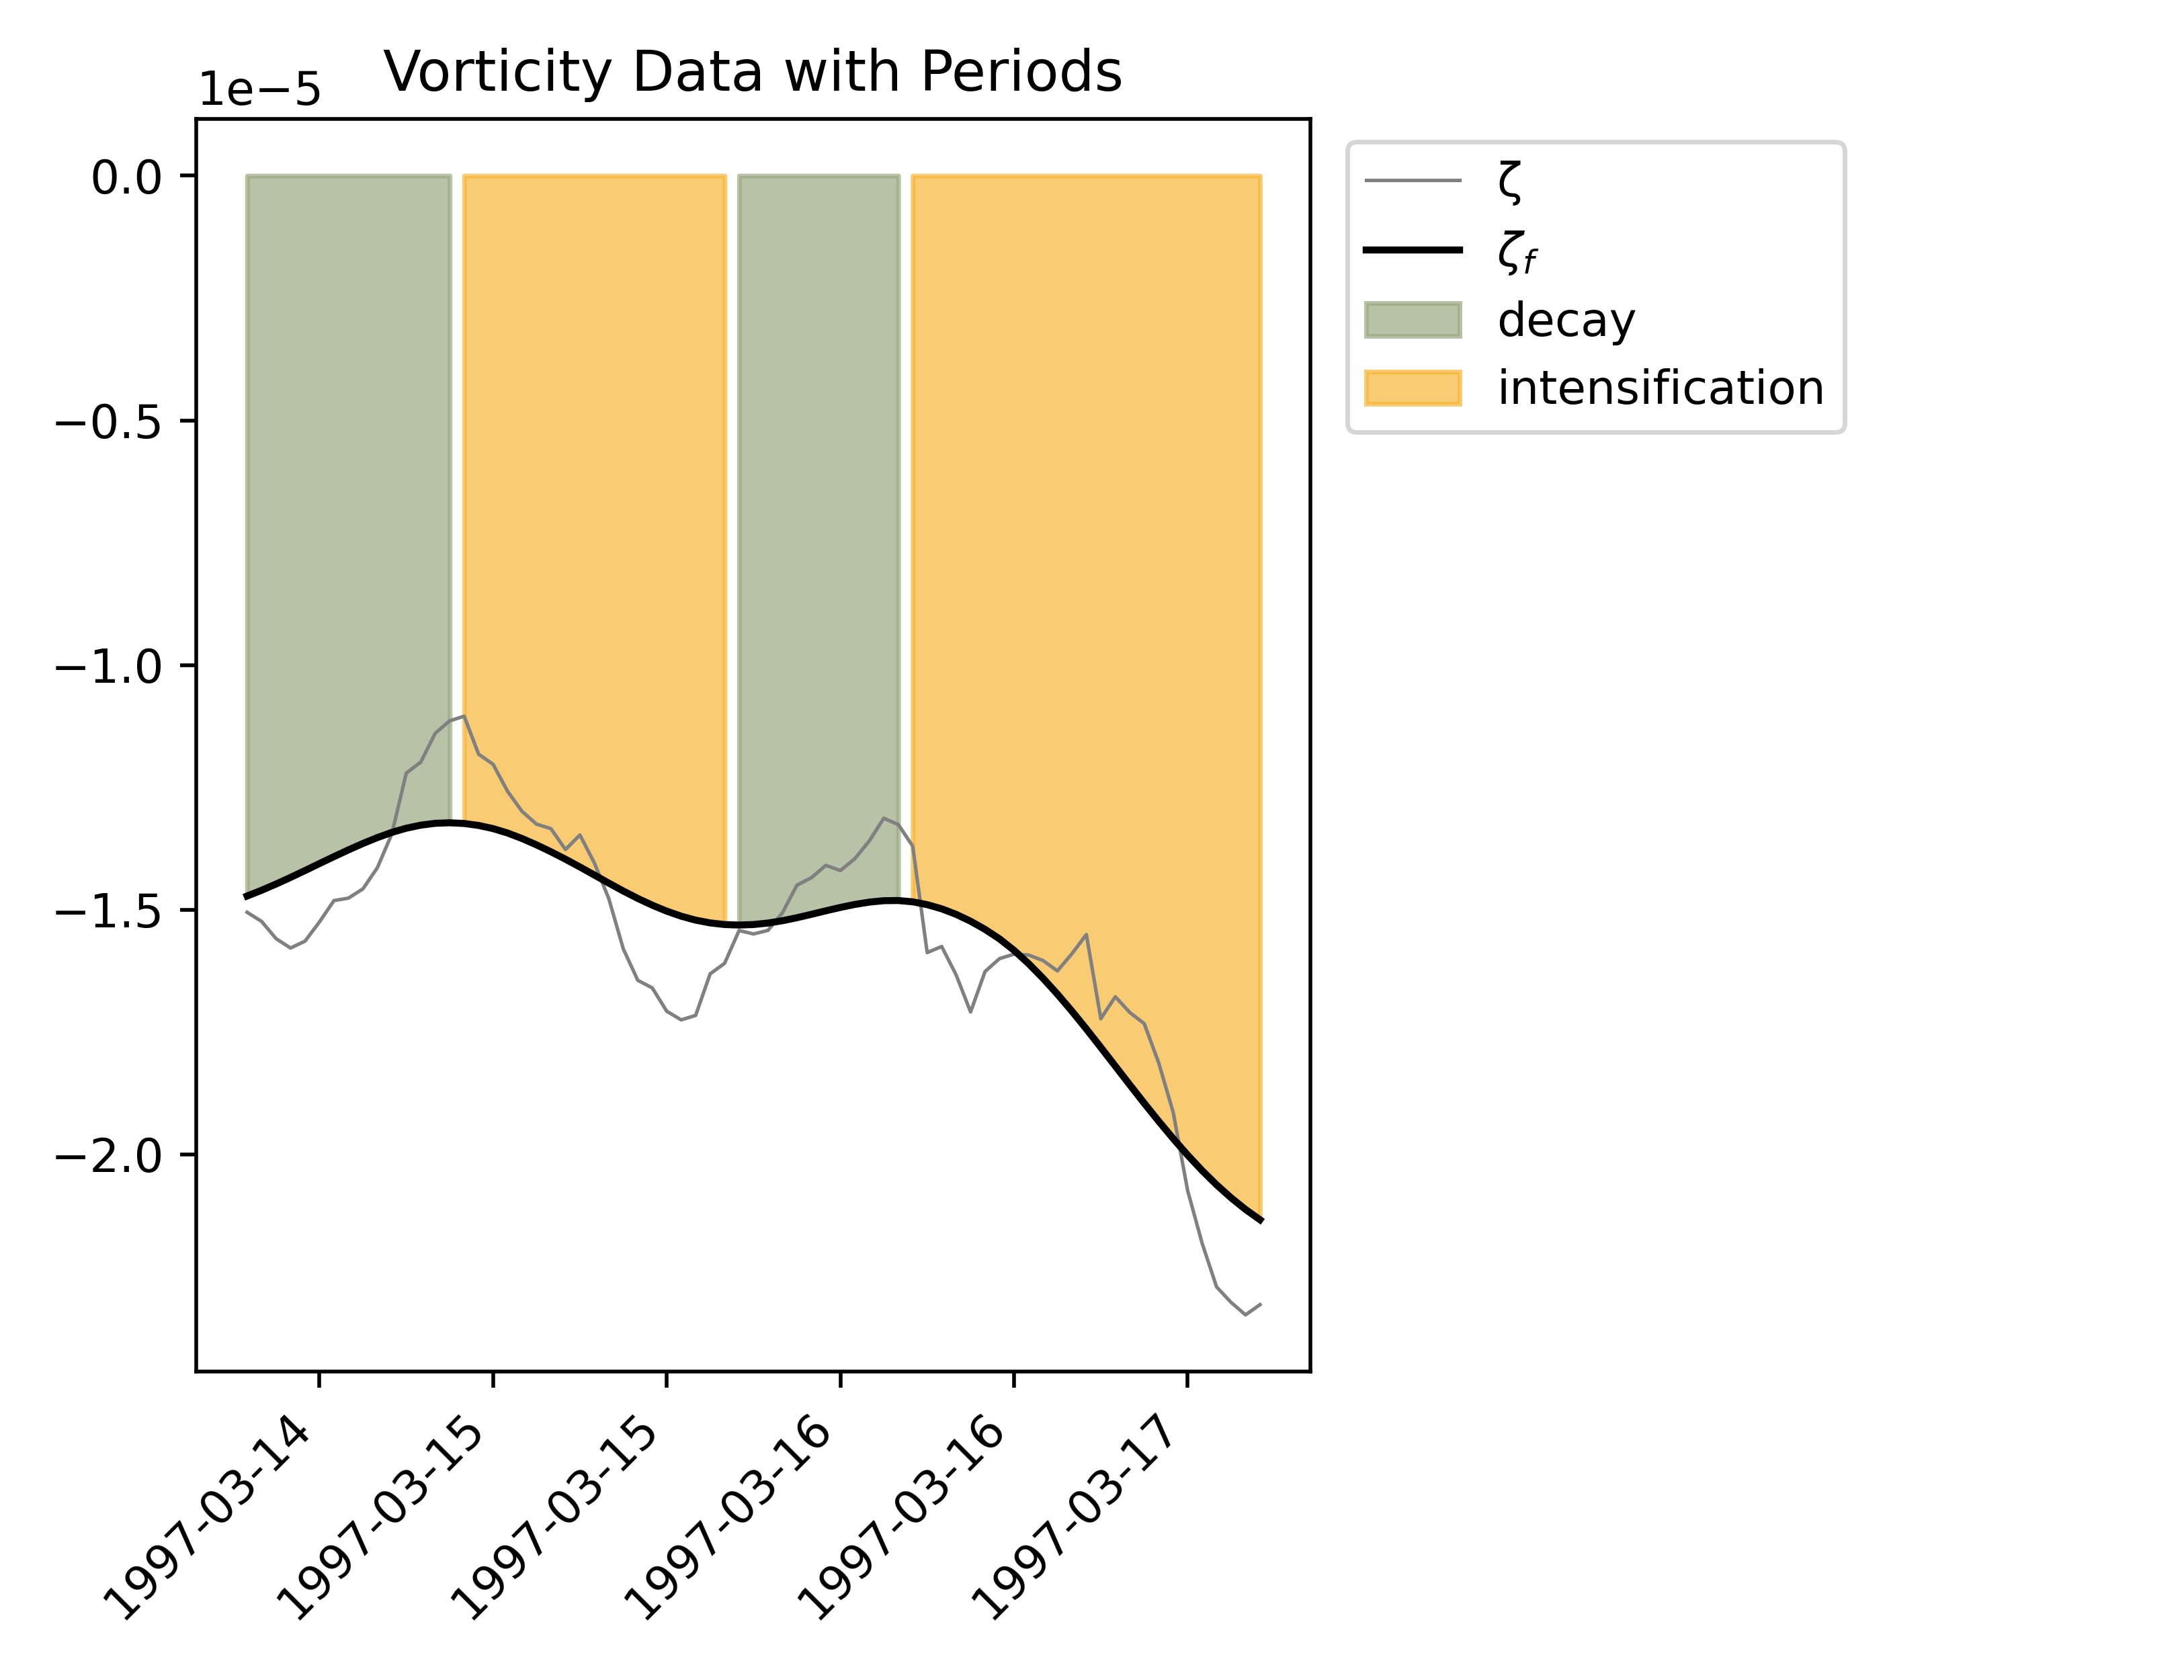 Vorticity Data with Periods
1e−5
0.0
−0.5
−1.0
−1.5
−2.0
1997-03-14
1997-03-15
1997-03-15
1997-03-16
1997-03-16
1997-03-17
ζ
ζf
decay
intensification